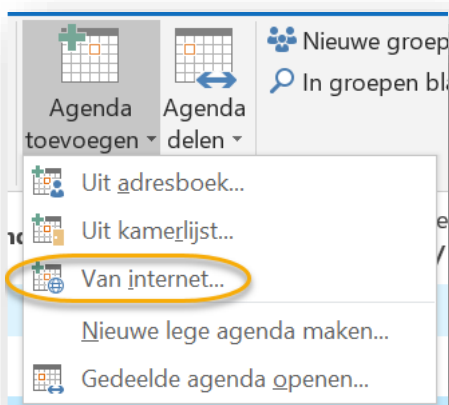 Nieuwe groep
In groepen bl
Agenda toevoegen
Agenda delen
Uit adresboek...
Uit kamerlijst...
Van internet...
Nieuwe lege agenda maken...
Gedeelde agenda openen...